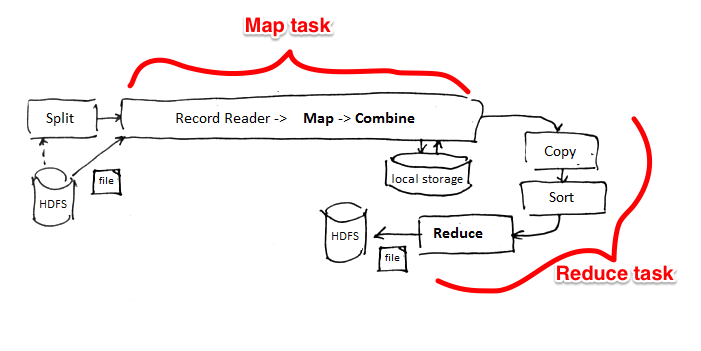 Map task
Split
Record Reader -> Map -> Combine
Copy
local storage
file
HDFS
Sort
Reduce
HDFS
file
Reduce task